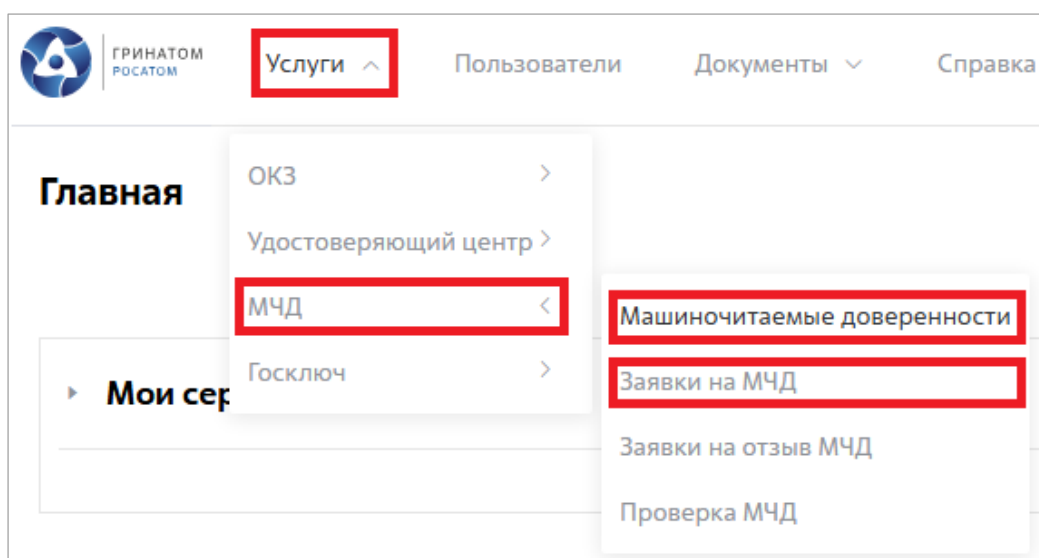 ГРИНАТОМ
РОСАТОМ
Услуги
Пользователи
Документы
Справка
Главная
ОКЗ
Удостоверяющий центр
МЧД
Госключ
Машиночитаемые доверенности
Заявки на МЧД
Заявки на отзыв МЧД
Проверка МЧД
Мои сер